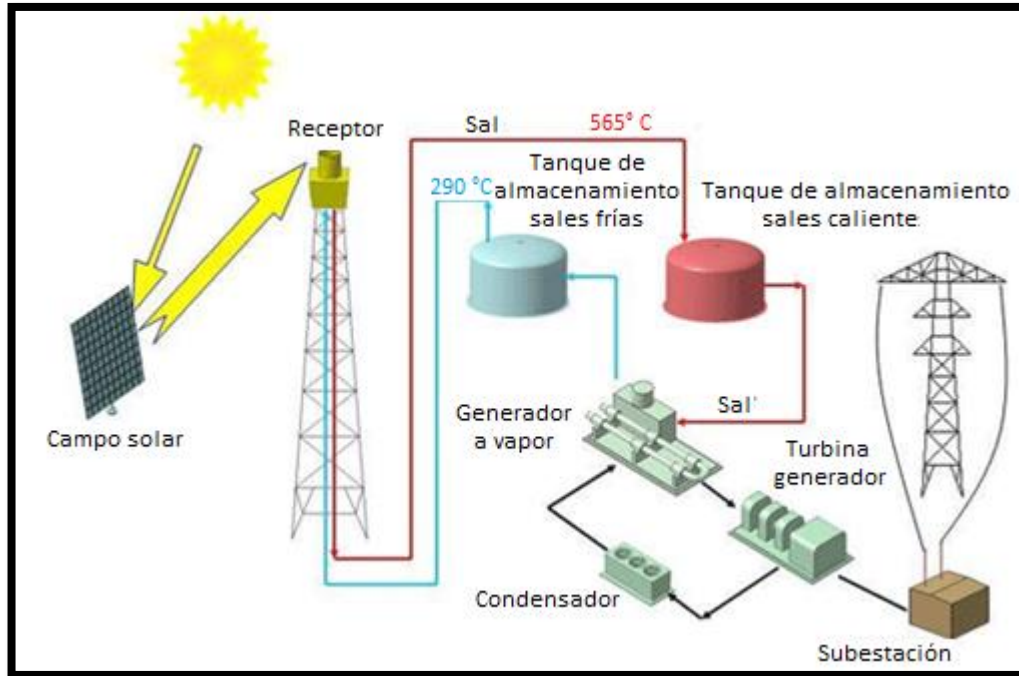 Receptor
Sal
565° C
290 °C
Tanque de
almacenamiento
sales frías
Tanque de almacenamiento
sales caliente
Campo solar
Generador
a vapor
Sal'
Turbina
generador
Condensador
Subestación